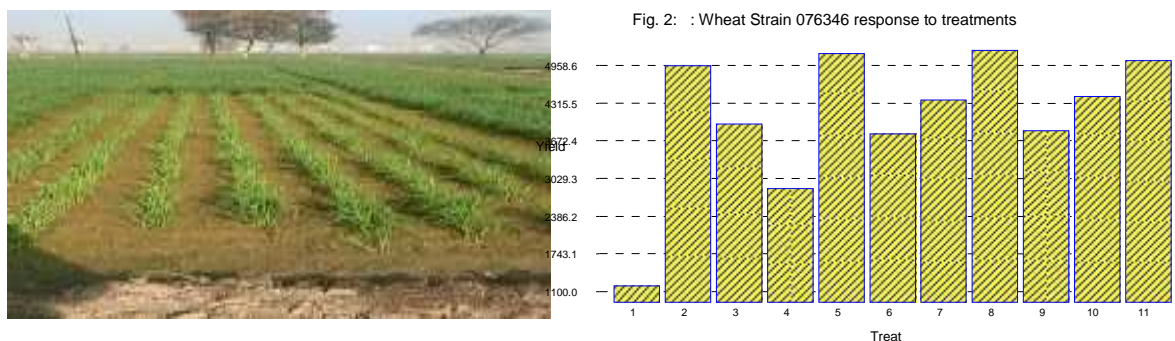 Fig. 2: : Wheat Strain 076346 response to treatments
4958.6
4315.5
3672.4
Yield
3029.3
2386.2
1743.1
1100.0
1 2 3 4 5 6 7 8 9 10 11
Treat